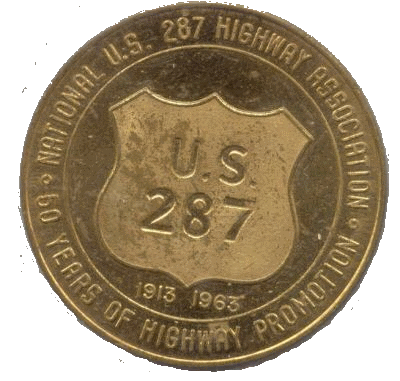 NATIONAL U.S. 287 HIGHWAY ASSOCIATION
U.S.
287
1913 1963
50 YEARS OF HIGHWAY PROMOTION